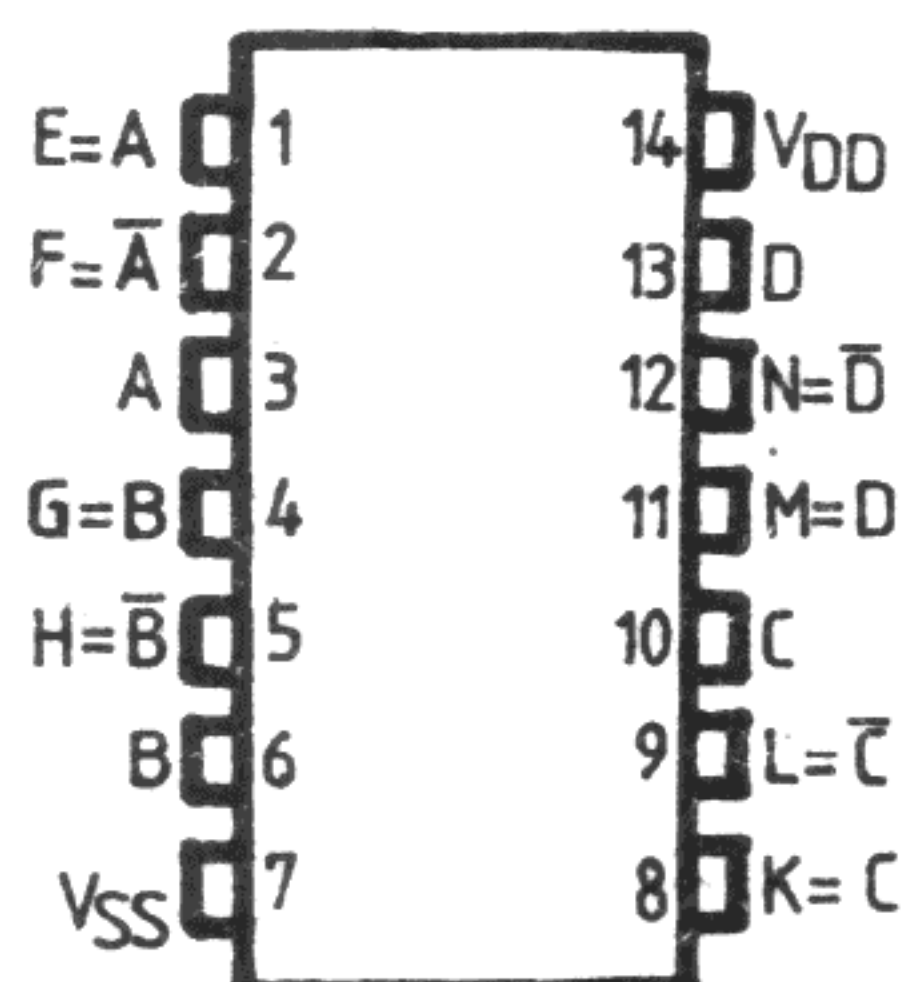 E=A 1 14 VDD
F=A̅ 2 13 D
A 3 12 N=D̅
G=B 4 11 M=D
H=B̅ 5 10 C
B 6 9 L=C̅
VSS 7 8 K=C